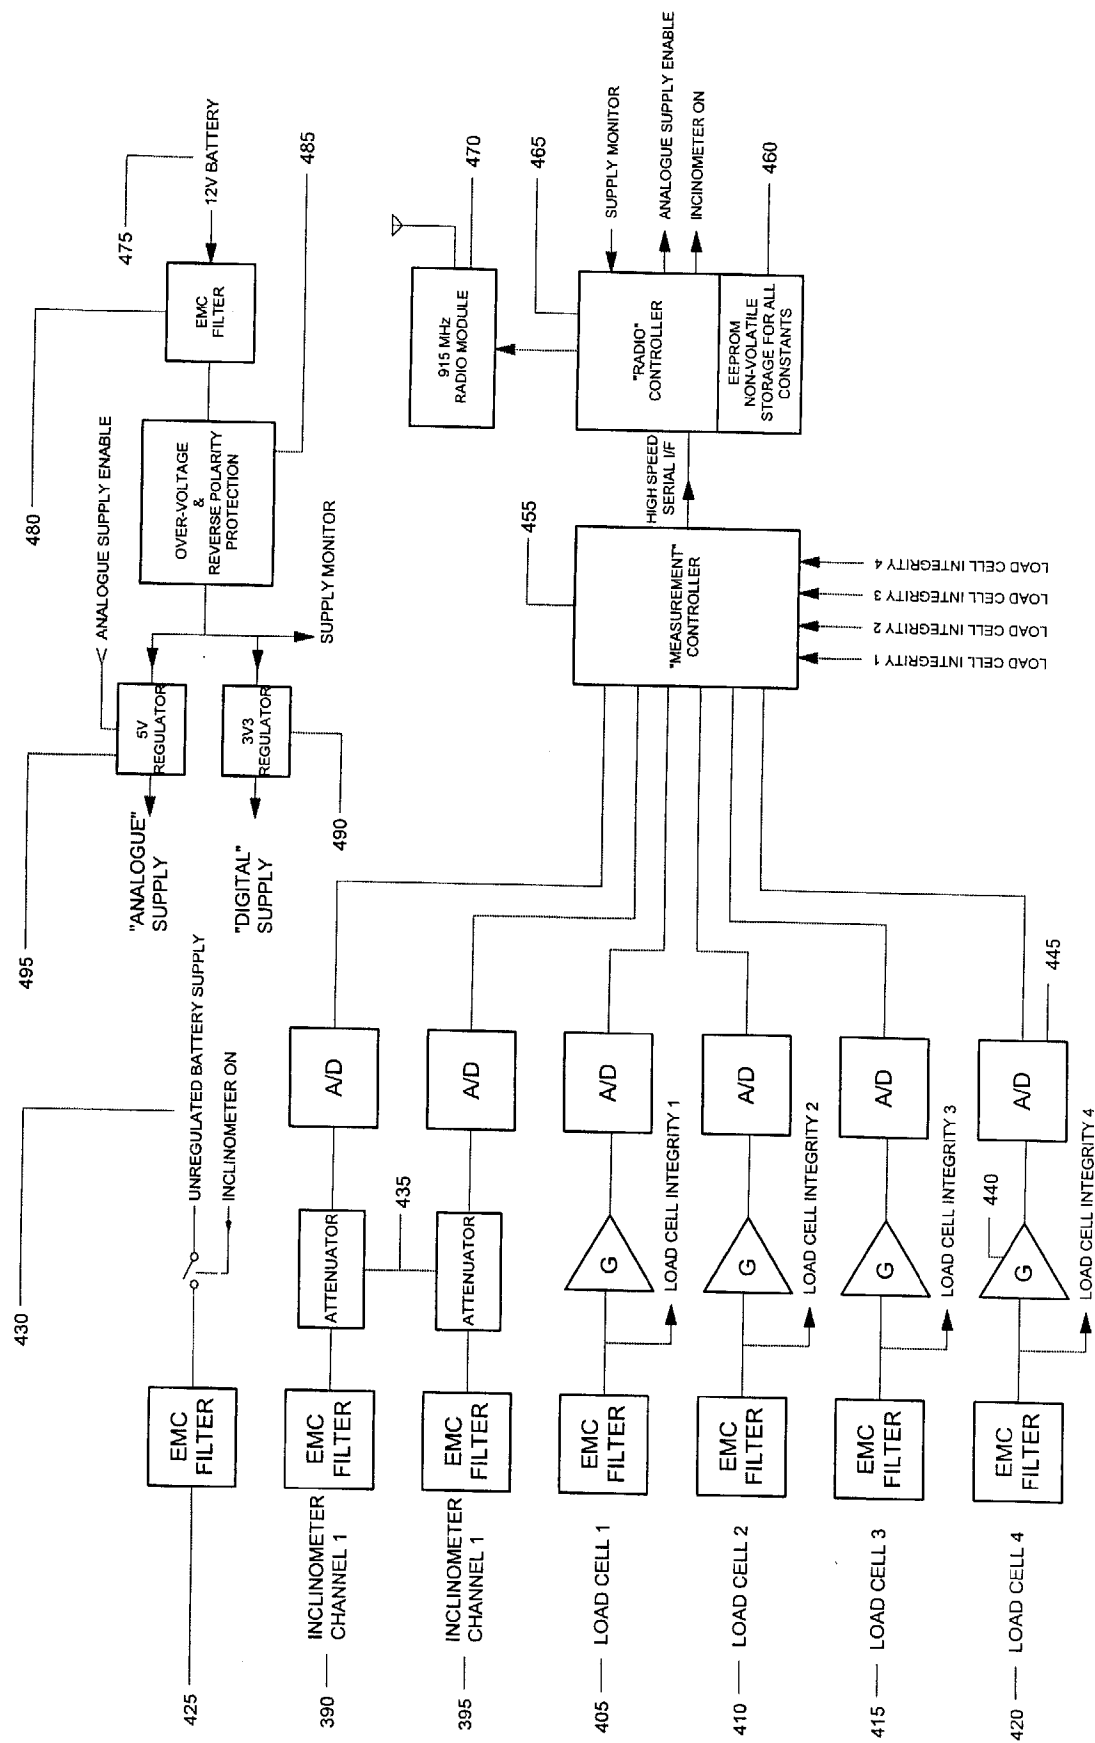 475
12V BATTERY
480
EMC
FILTER
485
ANALOGUE SUPPLY ENABLE
OVER-VOLTAGE
&
REVERSE POLARITY
PROTECTION
SUPPLY MONITOR
495
5V
REGULATOR
3V3
REGULATOR
490
"ANALOGUE"
SUPPLY
"DIGITAL"
SUPPLY
470
915 MHz
RADIO MODULE
465
SUPPLY MONITOR
ANALOGUE SUPPLY ENABLE
INCINOMETER ON
"RADIO"
CONTROLLER
EEPROM
NON-VOLATILE
STORAGE FOR ALL
CONSTANTS
460
HIGH SPEED
SERIAL I/F
455
"MEASUREMENT"
CONTROLLER
LOAD CELL INTEGRITY 1
LOAD CELL INTEGRITY 2
LOAD CELL INTEGRITY 3
LOAD CELL INTEGRITY 4
430
UNREGULATED BATTERY SUPPLY
INCLINOMETER ON
EMC
FILTER
425
390
INCLINOMETER
CHANNEL 1
EMC
FILTER
ATTENUATOR
A/D
435
395
INCLINOMETER
CHANNEL 1
EMC
FILTER
ATTENUATOR
A/D
405
LOAD CELL 1
EMC
FILTER
G
A/D
LOAD CELL INTEGRITY 1
410
LOAD CELL 2
EMC
FILTER
G
A/D
LOAD CELL INTEGRITY 2
415
LOAD CELL 3
EMC
FILTER
G
A/D
LOAD CELL INTEGRITY 3
420
LOAD CELL 4
EMC
FILTER
440
G
A/D
445
LOAD CELL INTEGRITY 4